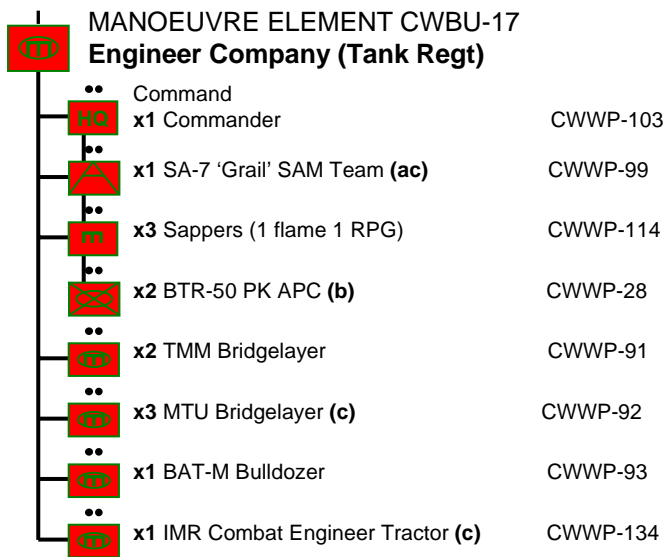 MANOEUVRE ELEMENT CWBU-17
Engineer Company (Tank Regt)
Command
HQ x1 Commander CWWP-103
x1 SA-7 ‘Grail’ SAM Team (ac) CWWP-99
x3 Sappers (1 flame 1 RPG) CWWP-114
x2 BTR-50 PK APC (b) CWWP-28
x2 TMM Bridgelayer CWWP-91
x3 MTU Bridgelayer (c) CWWP-92
x1 BAT-M Bulldozer CWWP-93
x1 IMR Combat Engineer Tractor (c) CWWP-134